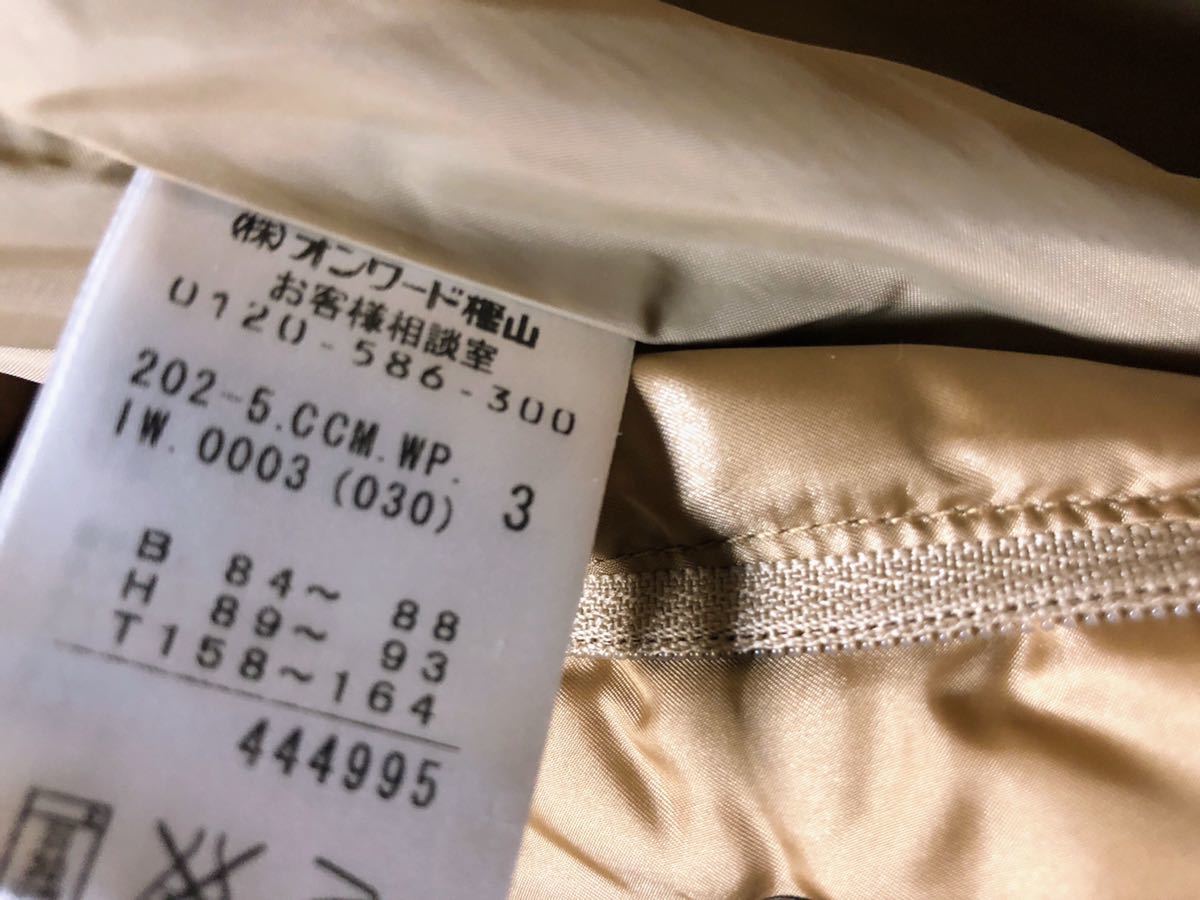 (株)オンワード樫山
お客様相談室
0120-586-300
202-5.CCM.WP.
IW.0003(030) 3
B 84~ 88
H 89~ 93
T158~164
444995